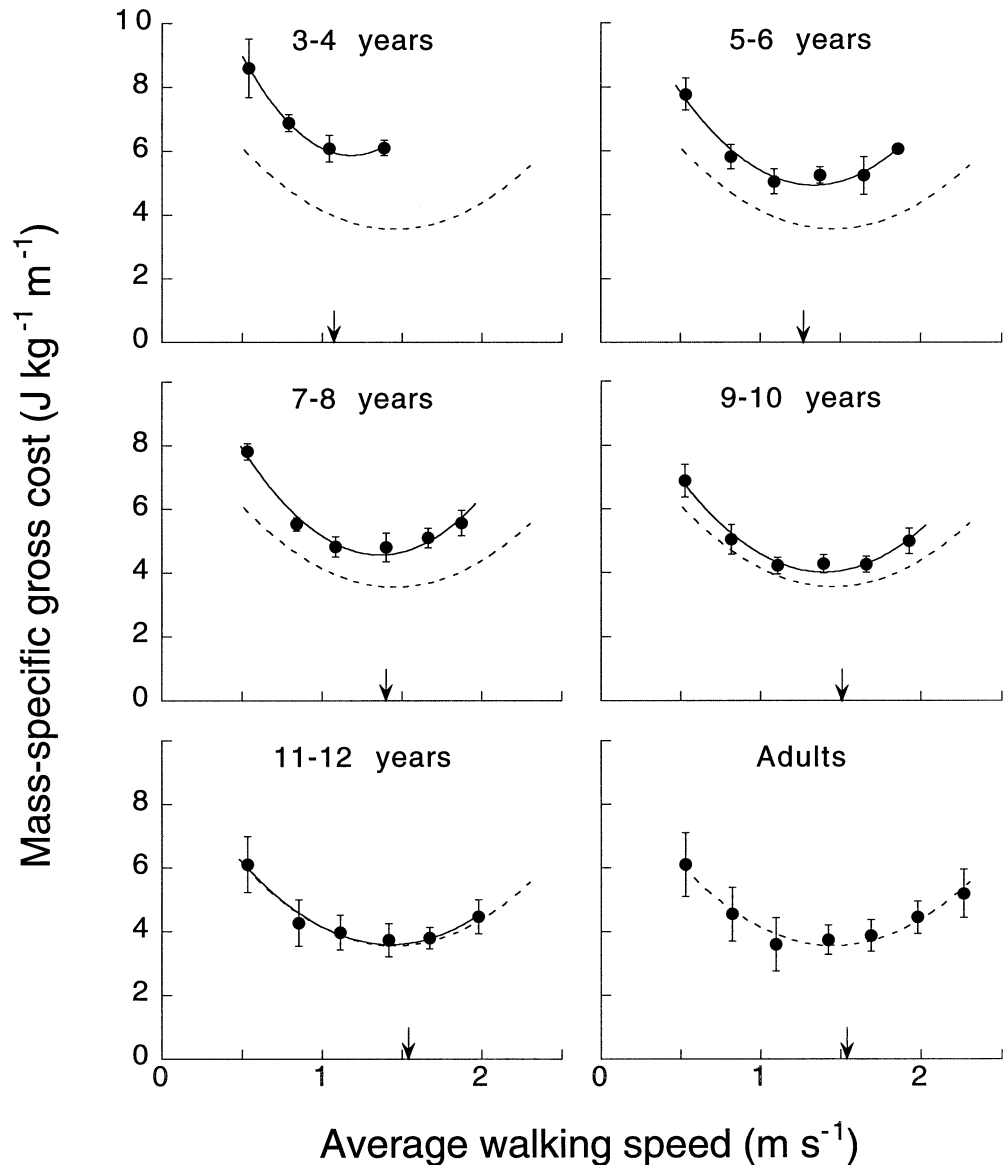 Mass-specific gross cost (J kg⁻¹ m⁻¹)
10
8
6
4
2
0
3-4 years
5-6 years
8
6
4
2
0
7-8 years
9-10 years
8
6
4
2
0
11-12 years
Adults
0 1 2 0 1 2
Average walking speed (m s⁻¹)